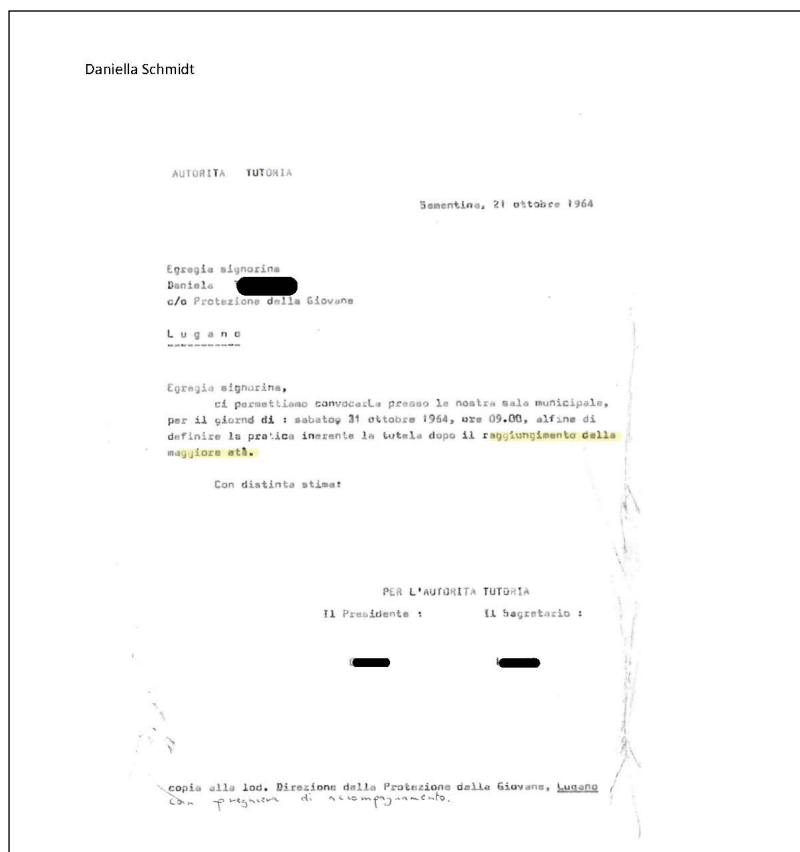 Daniella Schmidt
AUTORITA TUTORIA
Sementina, 21 ottobre 1964
Egregia signorina
Daniela
c/o Protezione della Giovane
Lugano
Egregia signorina,
ci permettiamo convocarLa presso la nostra sala municipale,
per il giorno di : sabato, 31 ottobre 1964, ore 09.00, alfine di
definire la pratica inerente la tutela dopo il raggiungimento della
maggiore età.
Con distinta stima:
PER L'AUTORITA TUTORIA
Il Presidente : Il Segretario :
copia alla lod. Direzione della Protezione della Giovane, Lugano
con preghiera di accompagnamento.